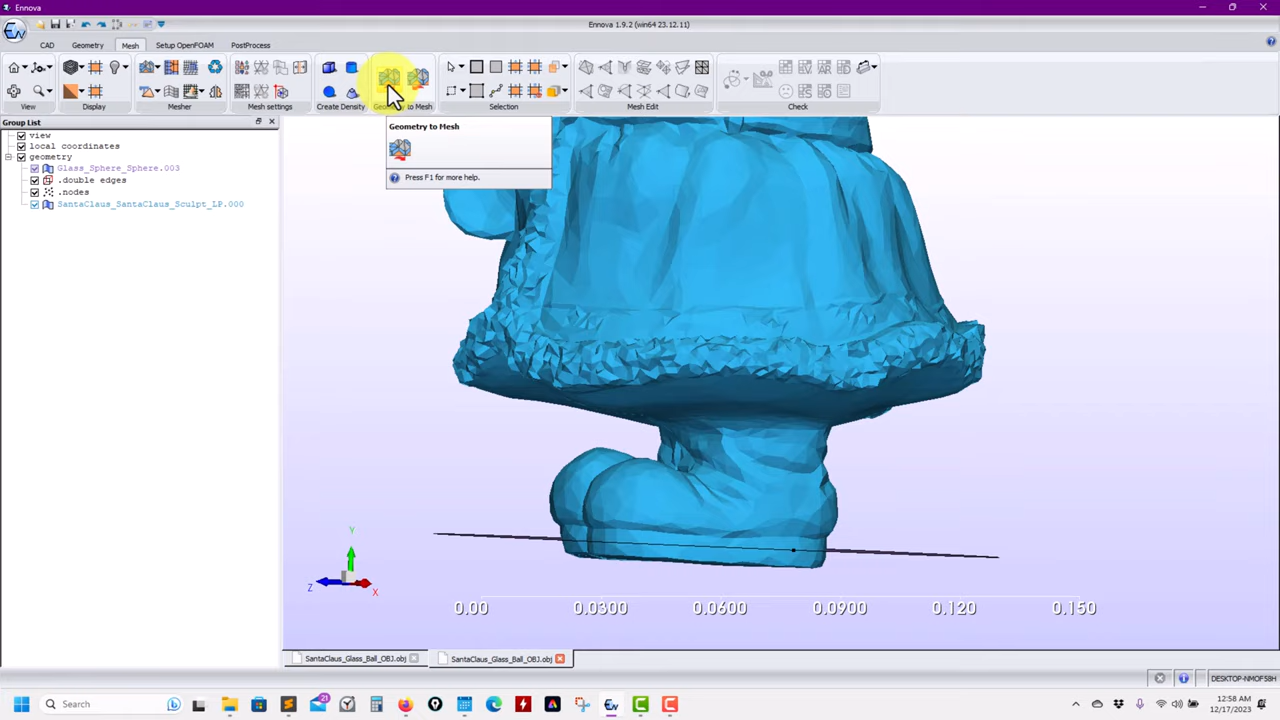 Ennova
Ennova 1.9.2 (win64 23.12.11)
CAD
Geometry
Mesh
Setup OpenFOAM
PostProcess
View
Display
Mesher
Mesh settings
Create Density
Geometry to Mesh
Selection
Mesh Edit
Check
Group List
view
local coordinates
geometry
Glass_Sphere_Sphere.003
.double edges
.nodes
SantaClaus_SantaClaus_Sculpt_LP.000
Geometry to Mesh
Press F1 for more help.
Y
Z
X
0.00
0.0300
0.0600
0.0900
0.120
0.150
SantaClaus_Glass_Ball_OBJ.obj
SantaClaus_Glass_Ball_OBJ.obj
DESKTOP-NMOF58H
Search
21
12:58 AM
12/17/2023